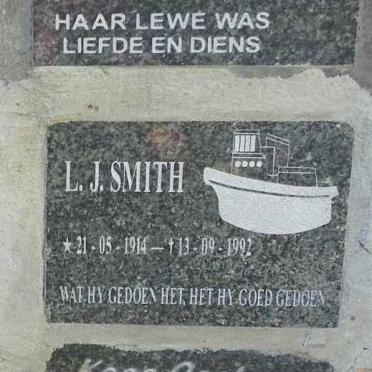 HAAR LEWE WAS
LIEFDE EN DIENS
L. J. SMITH
★ 21 - 05 - 1914 — † 13 - 09 - 1992
WAT HY GEDOEN HET, HET HY GOED GEDOEN